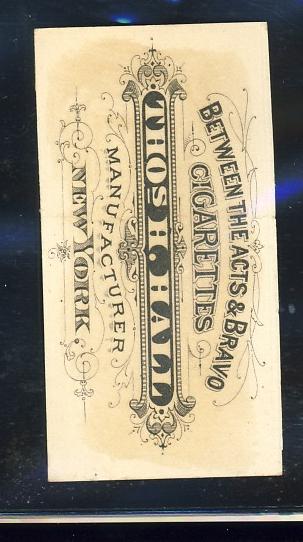 BETWEEN THE ACTS & BRAVO
CIGARETTES
THOS. H. HALL
MANUFACTURER
NEW YORK